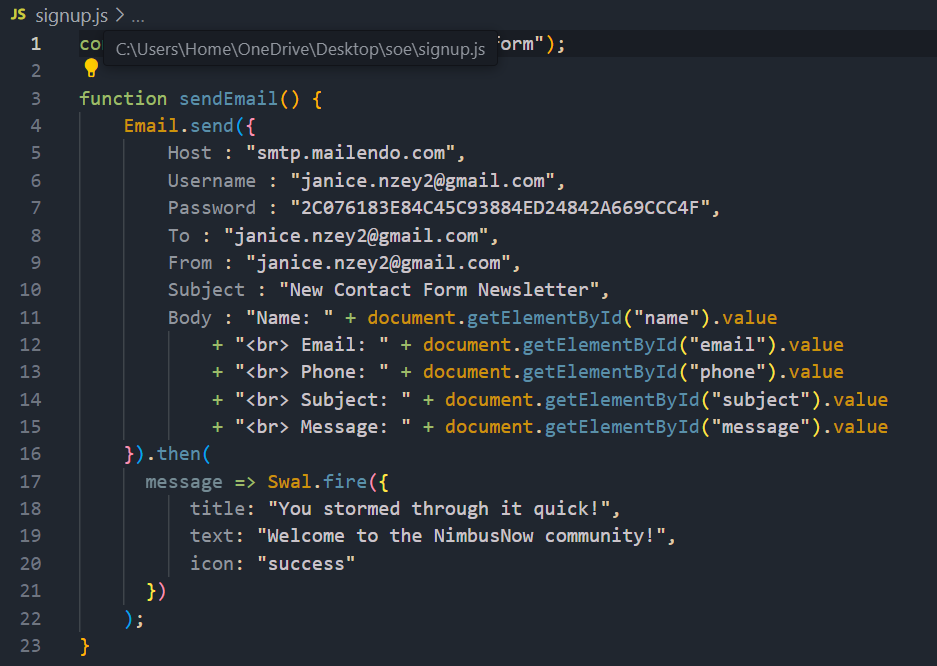 JS signup.js > ...
1 co C:\Users\Home\OneDrive\Desktop\soe\signup.js orm");
2
3 function sendEmail() {
4 Email.send({
5 Host : "smtp.mailendo.com",
6 Username : "janice.nzey2@gmail.com",
7 Password : "2C076183E84C45C93884ED24842A669CCC4F",
8 To : "janice.nzey2@gmail.com",
9 From : "janice.nzey2@gmail.com",
10 Subject : "New Contact Form Newsletter",
11 Body : "Name: " + document.getElementById("name").value
12 + "<br> Email: " + document.getElementById("email").value
13 + "<br> Phone: " + document.getElementById("phone").value
14 + "<br> Subject: " + document.getElementById("subject").value
15 + "<br> Message: " + document.getElementById("message").value
16 }).then(
17 message => Swal.fire({
18 title: "You stormed through it quick!",
19 text: "Welcome to the NimbusNow community!",
20 icon: "success"
21 })
22 );
23 }